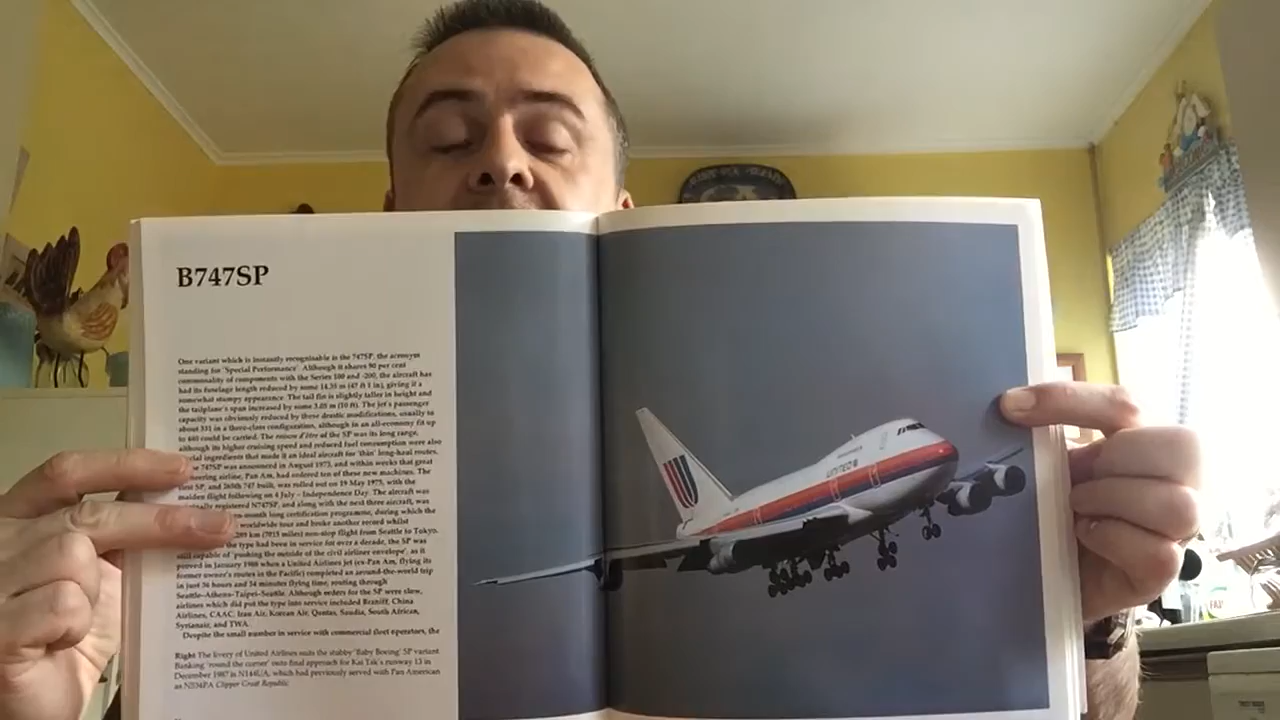 B747SP
One variant which is instantly recognisable is the 747SP, the acronym
standing for 'Special Performance'. Although it shares 90 per cent
commonality of components with the Series 100 and -200, the aircraft has
had its fuselage length reduced by some 14.35 m (47 ft 1 in), giving it a
somewhat stumpy appearance. The tail fin is slightly taller in height and
the tailplane's span increased by some 3.05 m (10 ft). The jet's passenger
capacity was obviously reduced by these drastic modifications, usually to
about 331 in a three-class configuration, although in an all-economy fit up
to 440 could be carried. The raison d'être of the SP was its long range,
although its higher cruising speed and reduced fuel consumption were also
ial ingredients that made it an ideal aircraft for 'thin' long-haul routes.
e 747SP was announced in August 1973, and within weeks that great
neering airline, Pan Am, had ordered ten of these new machines. The
first SP, and 265th 747 built, was rolled out on 19 May 1975, with the
maiden flight following on 4 July – Independence Day. The aircraft was
nally registered N747SP, and along with the next three aircraft, was
n-month long certification programme, during which the
worldwide tour and broke another record whilst
289 km (7015 miles) non-stop flight from Seattle to Tokyo.
the type had been in service for over a decade, the SP was
still capable of 'pushing the outside of the civil airliner envelope', as it
proved in January 1988 when a United Airlines jet (ex-Pan Am, flying its
former owner's routes in the Pacific) completed an around-the-world trip
in just 36 hours and 54 minutes flying time, routing through
Seattle–Athens–Taipei–Seattle. Although orders for the SP were slow,
airlines which did put the type into service included Braniff, China
Airlines, CAAC, Iran Air, Korean Air, Qantas, Saudia, South African,
Syrianair, and TWA.
Despite the small number in service with commercial fleet operators, the
Right The livery of United Airlines suits the stubby 'Baby Boeing' SP variant.
Banking 'round the corner' onto final approach for Kai Tak's runway 13 in
December 1987 is N144UA, which had previously served with Pan American
as N534PA Clipper Great Republic
UNITED